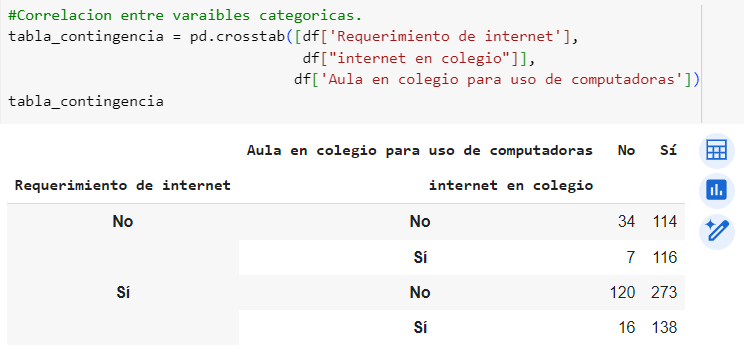 #Correlacion entre varaibles categoricas.
tabla_contingencia = pd.crosstab([df['Requerimiento de internet'],
df["internet en colegio"]],
df['Aula en colegio para uso de computadoras'])
tabla_contingencia
Aula en colegio para uso de computadoras No Sí
Requerimiento de internet internet en colegio
No No 34 114
Sí 7 116
Sí No 120 273
Sí 16 138